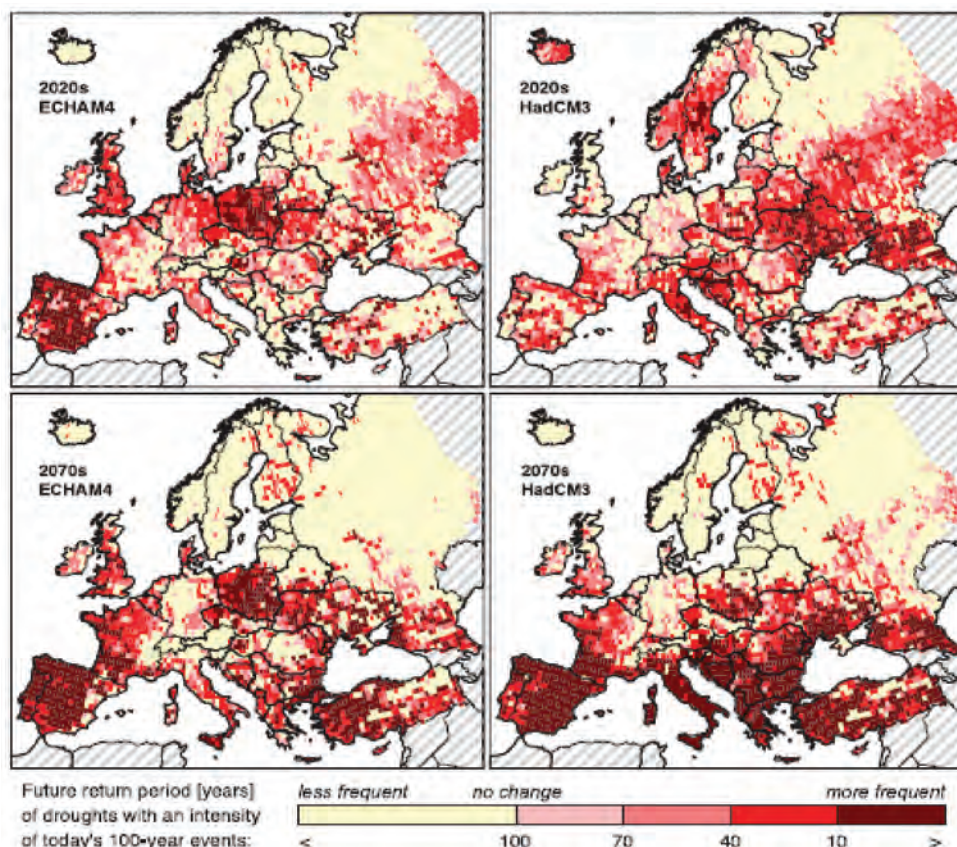 2020s
ECHAM4
2020s
HadCM3
2070s
ECHAM4
2070s
HadCM3
Future return period [years]
of droughts with an intensity
of today's 100-year events:
less frequent no change more frequent
< 100 70 40 10 >